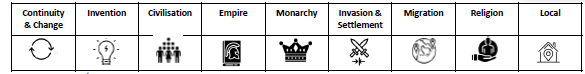 Continuity & Change
Invention
Civilisation
Empire
Monarchy
Invasion & Settlement
Migration
Religion
Local